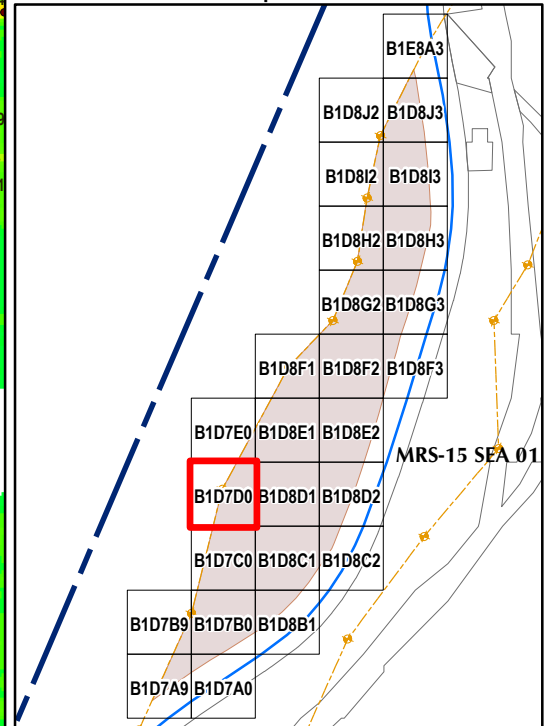 B1E8A3
B1D8J2 B1D8J3
B1D8I2 B1D8I3
B1D8H2 B1D8H3
B1D8G2 B1D8G3
B1D8F1 B1D8F2 B1D8F3
B1D7E0 B1D8E1 B1D8E2
MRS-15 SEA 01
B1D7D0 B1D8D1 B1D8D2
B1D7C0 B1D8C1 B1D8C2
B1D7B9 B1D7B0 B1D8B1
B1D7A9 B1D7A0